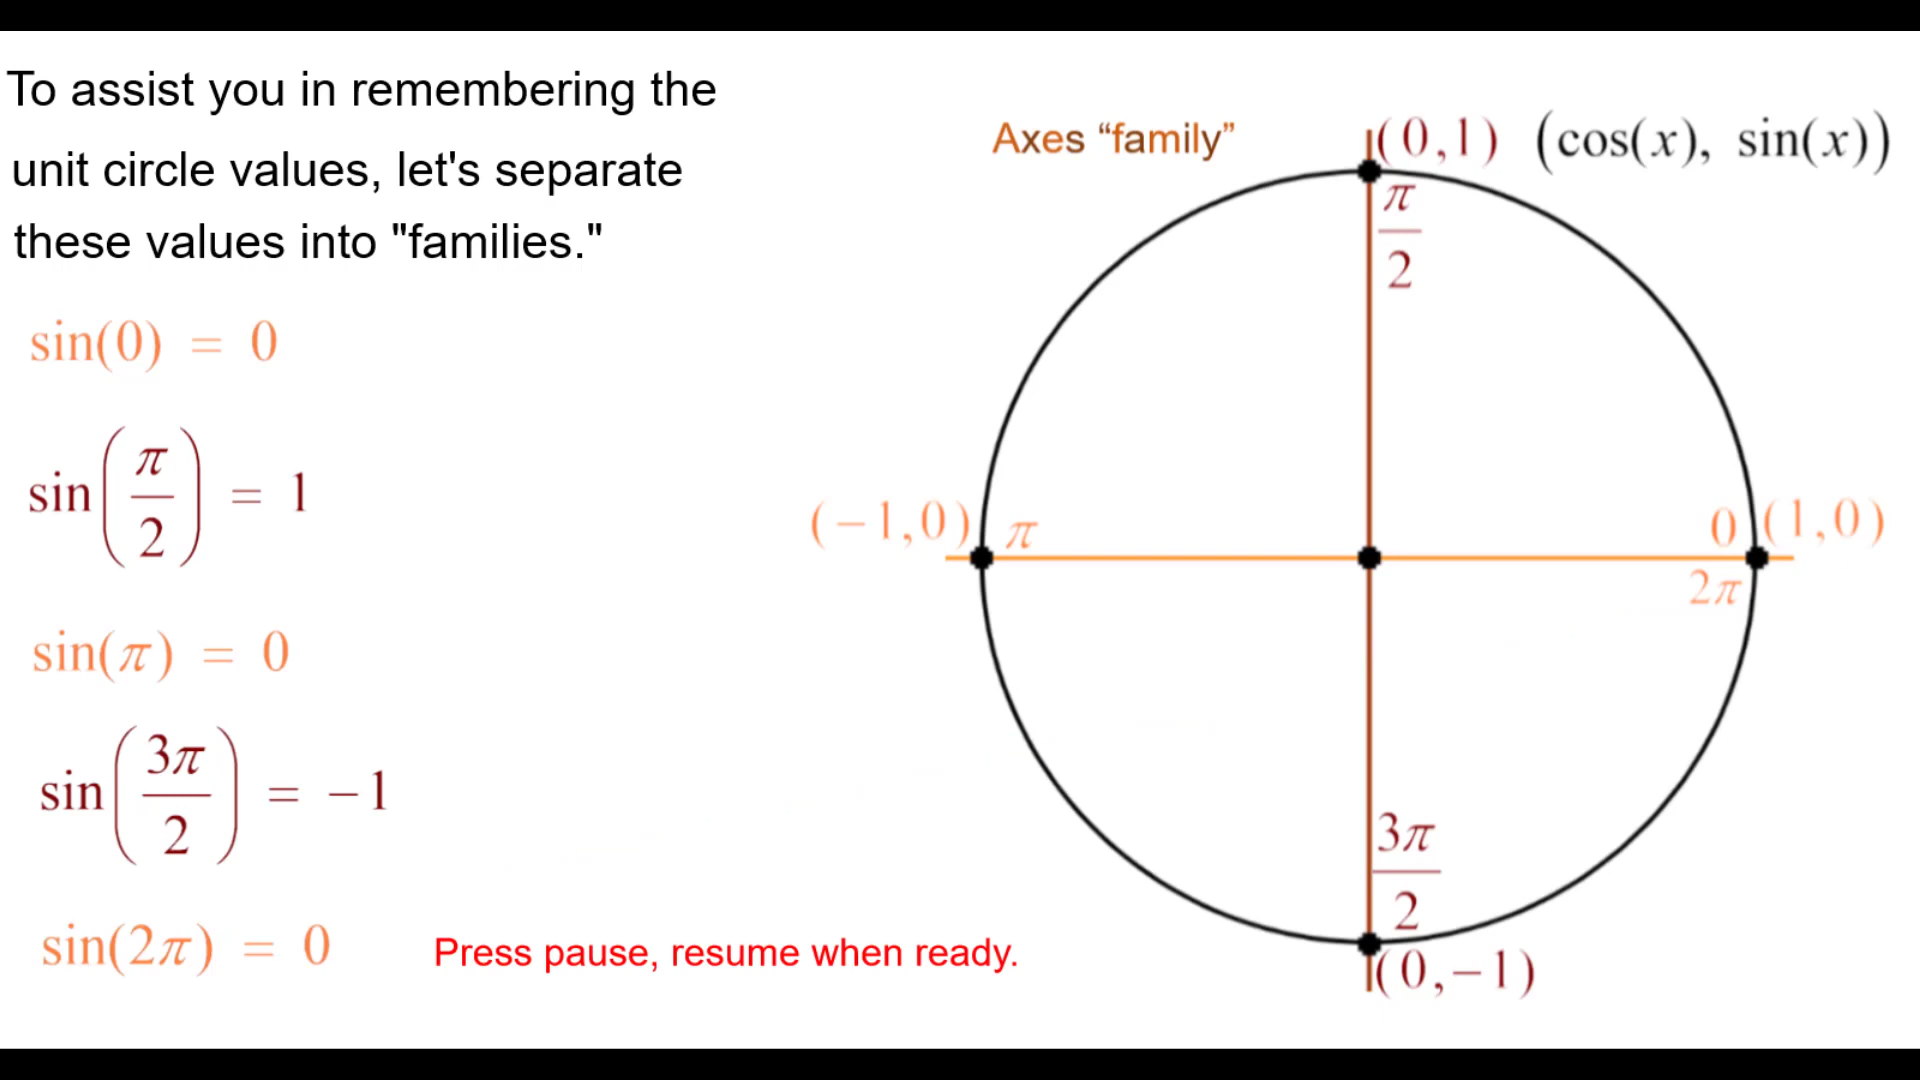 To assist you in remembering the
unit circle values, let's separate
these values into "families."
sin(0) = 0
sin(π/2) = 1
sin(π) = 0
sin(3π/2) = −1
sin(2π) = 0
Press pause, resume when ready.
Axes “family”
(0,1) (cos(x), sin(x))
π/2
(−1,0) π
0 (1,0)
2π
3π/2
(0,−1)